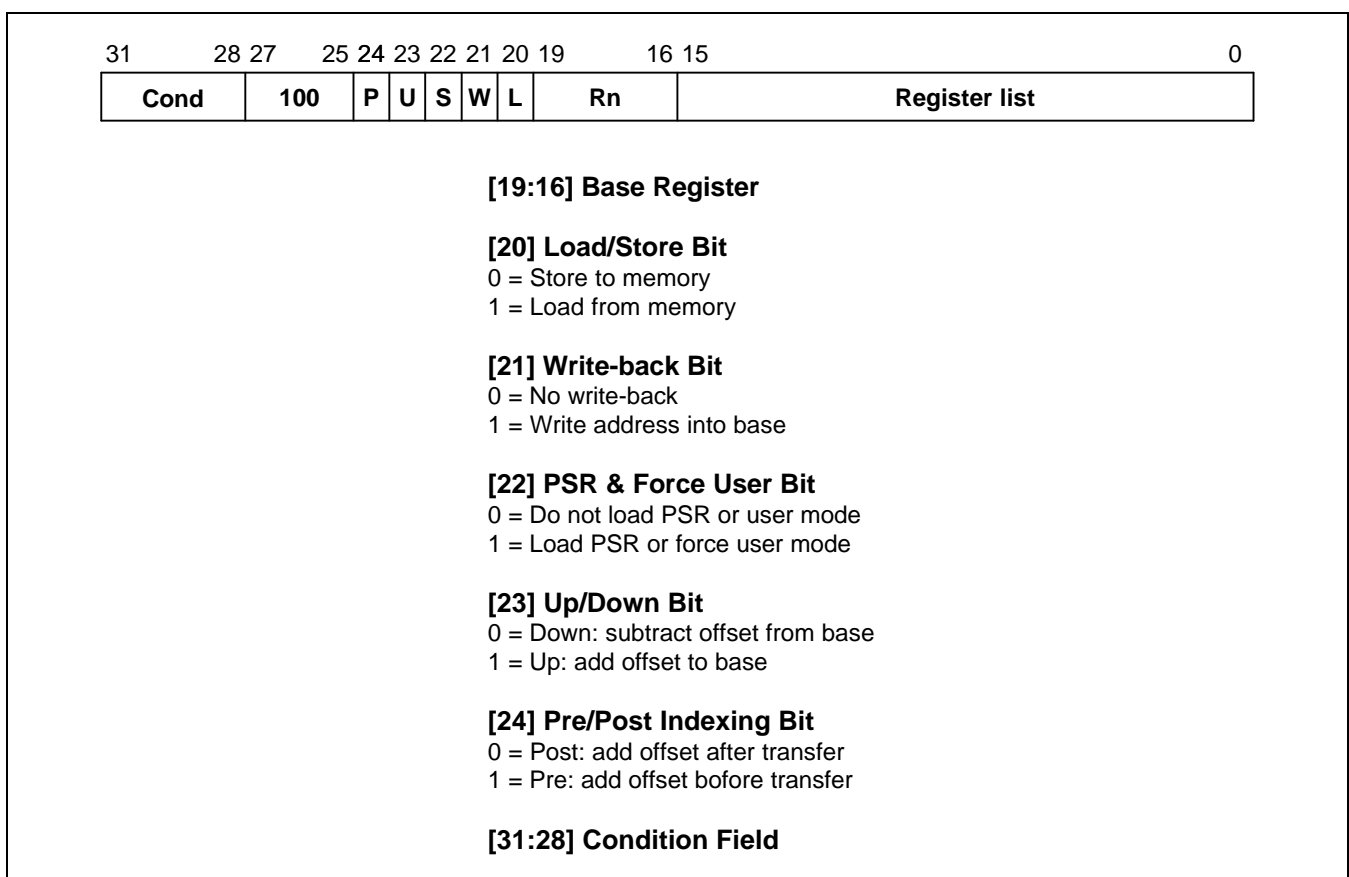 31 28 27 25 24 23 22 21 20 19 16 15 0
Cond 100 P U S W L Rn Register list
[19:16] Base Register
[20] Load/Store Bit
0 = Store to memory
1 = Load from memory
[21] Write-back Bit
0 = No write-back
1 = Write address into base
[22] PSR & Force User Bit
0 = Do not load PSR or user mode
1 = Load PSR or force user mode
[23] Up/Down Bit
0 = Down: subtract offset from base
1 = Up: add offset to base
[24] Pre/Post Indexing Bit
0 = Post: add offset after transfer
1 = Pre: add offset bofore transfer
[31:28] Condition Field